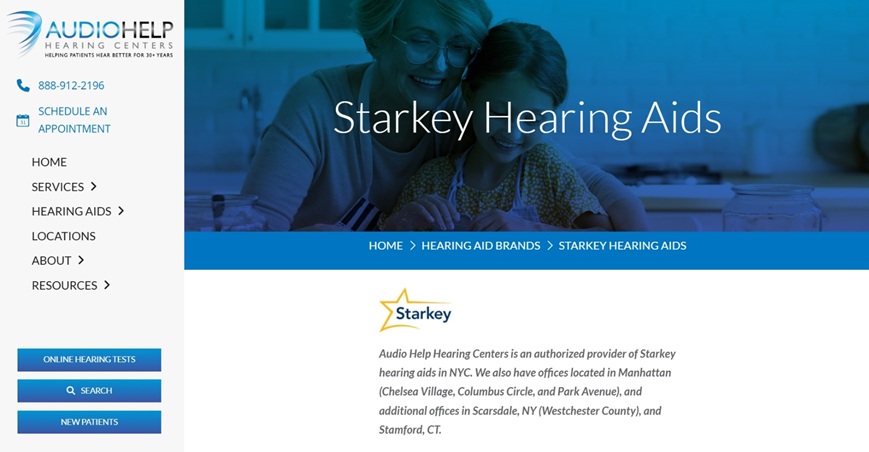 AUDIOHELP
HEARING CENTERS
HELPING PATIENTS HEAR BETTER FOR 30+ YEARS
888-912-2196
SCHEDULE AN
APPOINTMENT
HOME
SERVICES
HEARING AIDS
LOCATIONS
ABOUT
RESOURCES
ONLINE HEARING TESTS
SEARCH
NEW PATIENTS
Starkey Hearing Aids
HOME > HEARING AID BRANDS > STARKEY HEARING AIDS
Starkey
Audio Help Hearing Centers is an authorized provider of Starkey
hearing aids in NYC. We also have offices located in Manhattan
(Chelsea Village, Columbus Circle, and Park Avenue), and
additional offices in Scarsdale, NY (Westchester County), and
Stamford, CT.